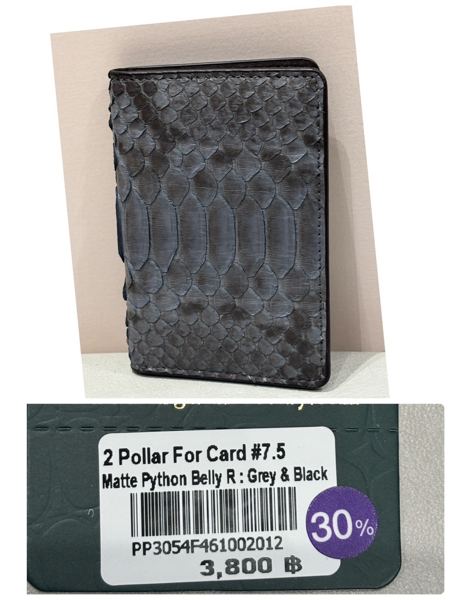 2 Pollar For Card #7.5
Matte Python Belly R : Grey & Black
30%
PP3054F461002012
3,800 ฿